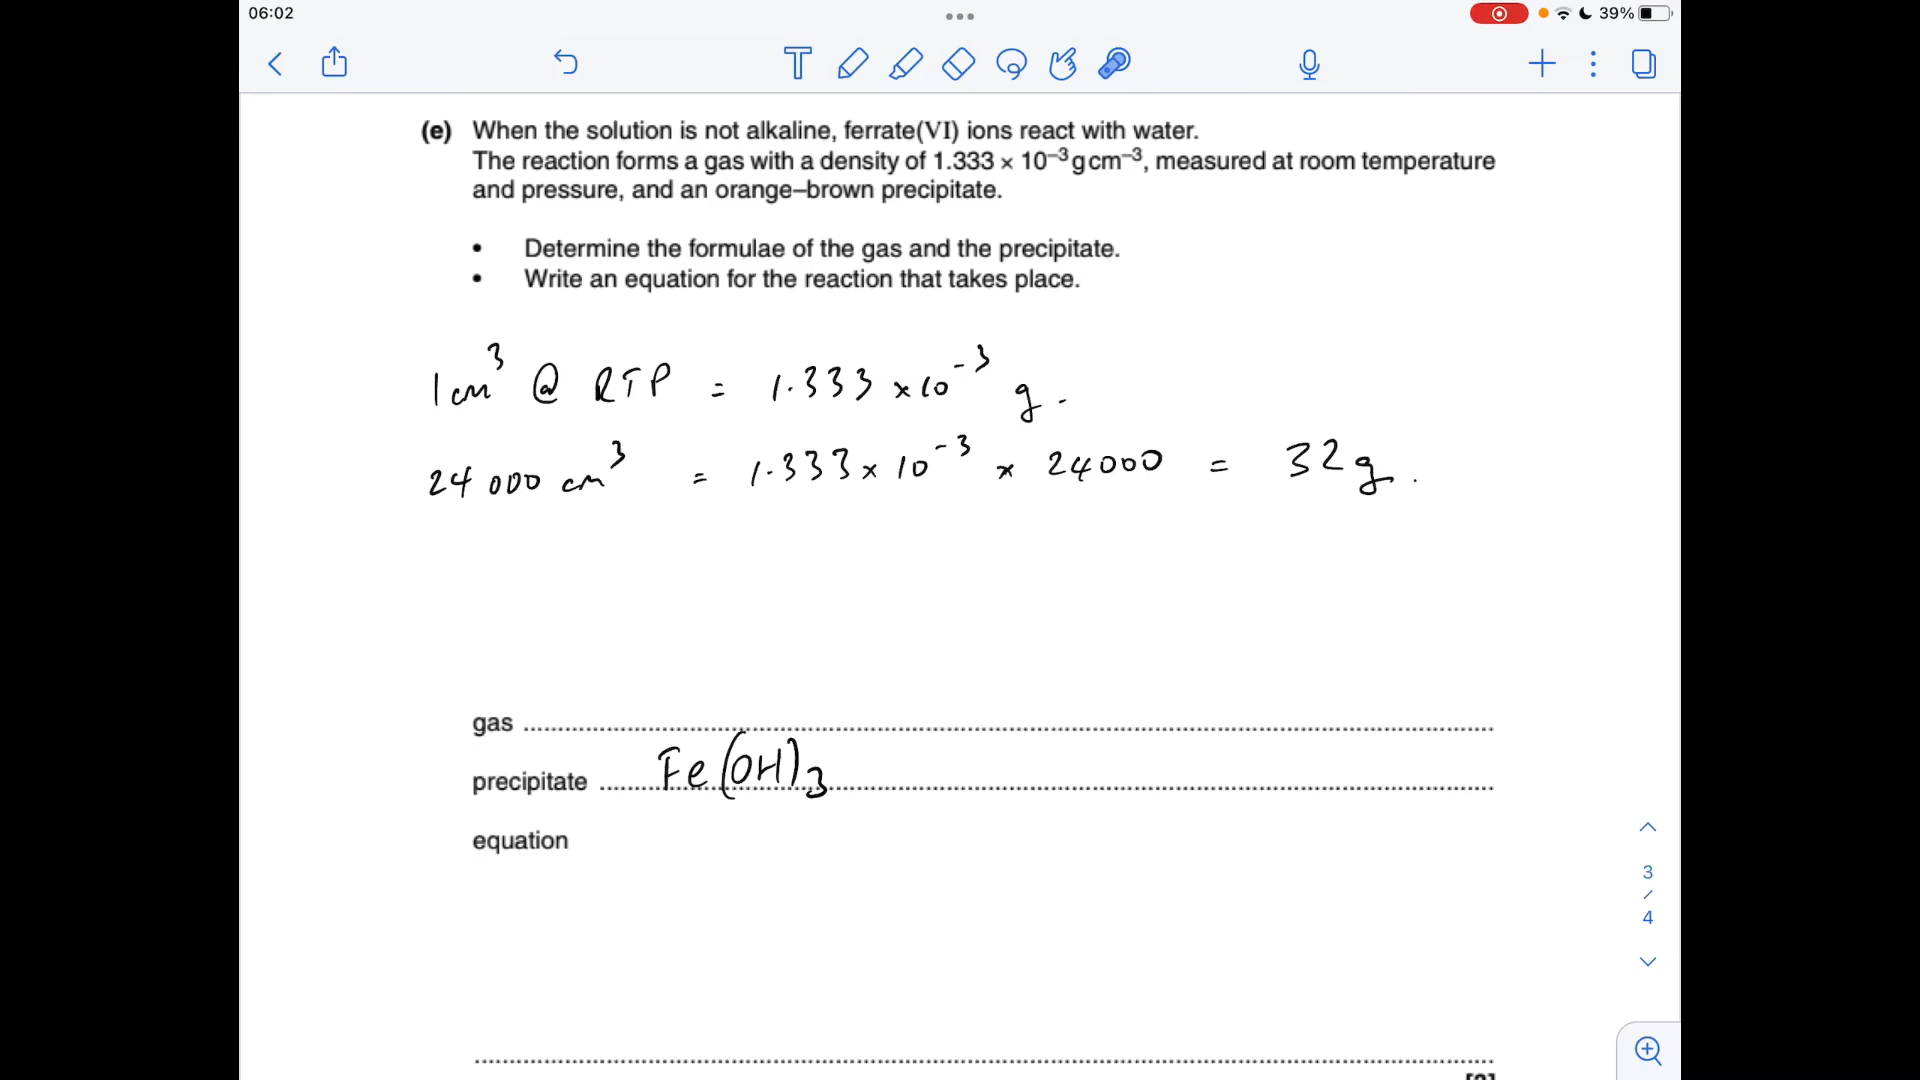 06:02
39%
(e) When the solution is not alkaline, ferrate(VI) ions react with water.
The reaction forms a gas with a density of 1.333 × 10⁻³ g cm⁻³, measured at room temperature
and pressure, and an orange–brown precipitate.
• Determine the formulae of the gas and the precipitate.
• Write an equation for the reaction that takes place.
1 cm³ @ RTP = 1.333 × 10⁻³ g.
24 000 cm³ = 1.333 × 10⁻³ × 24000 = 32 g.
gas
precipitate Fe(OH)₃
equation
3
/
4